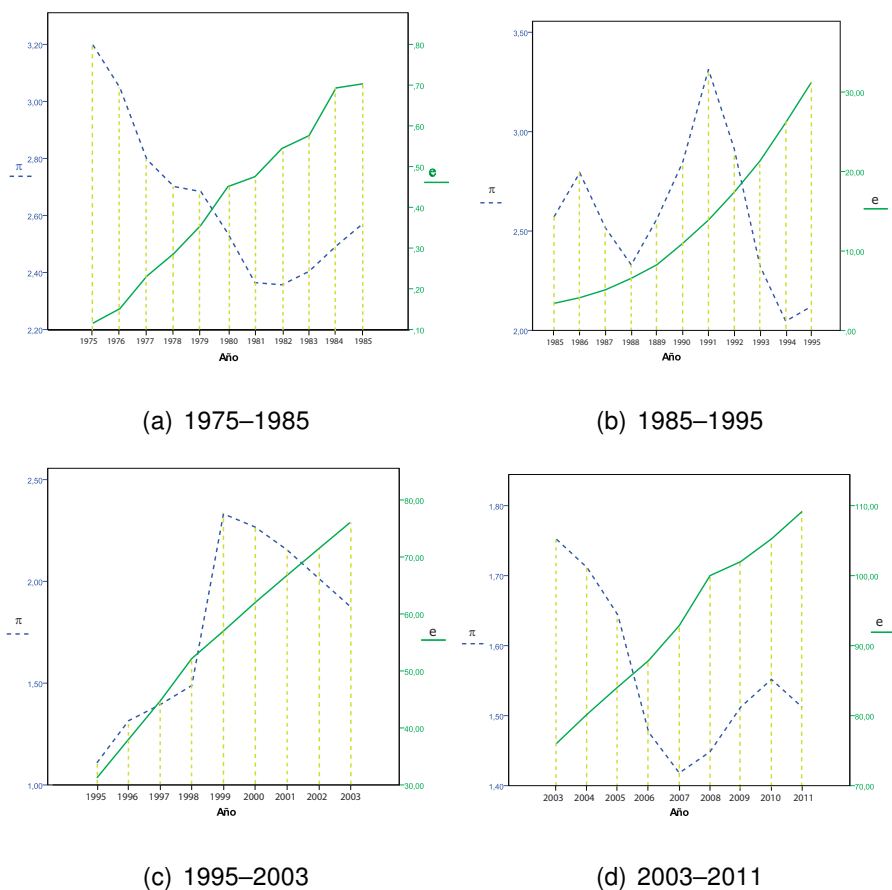 3,20
3,00
2,80
2,60
2,40
2,20
π
,80
,70
,60
,50
,40
,30
,20
,10
e
1975 1976 1977 1978 1979 1980 1981 1982 1983 1984 1985
Año
(a) 1975–1985
3,50
3,00
2,50
2,00
π
30,00
20,00
10,00
,00
e
1985 1986 1987 1988 1889 1990 1991 1992 1993 1994 1995
Año
(b) 1985–1995
2,50
2,00
1,50
1,00
π
80,00
70,00
60,00
50,00
40,00
30,00
e
1995 1996 1997 1998 1999 2000 2001 2002 2003
Año
(c) 1995–2003
1,80
1,70
1,60
1,50
1,40
π
110,00
100,00
90,00
80,00
70,00
e
2003 2004 2005 2006 2007 2008 2009 2010 2011
Año
(d) 2003–2011